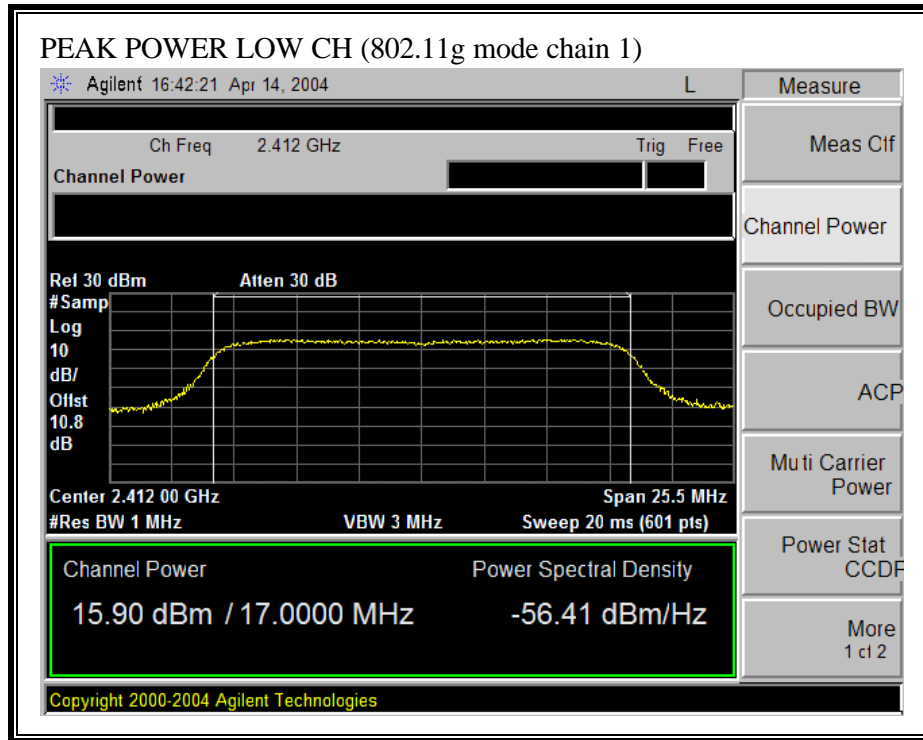 PEAK POWER LOW CH (802.11g mode chain 1)
Agilent 16:42:21 Apr 14, 2004 L
Measure
Ch Freq 2.412 GHz Trig Free
Channel Power
Meas Off
Channel Power
Ref 30 dBm Atten 30 dB
#Samp
Log
10
dB/
Offst
10.8
dB
Occupied BW
ACP
Center 2.412 00 GHz Span 25.5 MHz
#Res BW 1 MHz VBW 3 MHz Sweep 20 ms (601 pts)
Multi Carrier
Power
Channel Power Power Spectral Density
15.90 dBm / 17.0000 MHz -56.41 dBm/Hz
Power Stat
CCDF
More
1 of 2
Copyright 2000-2004 Agilent Technologies